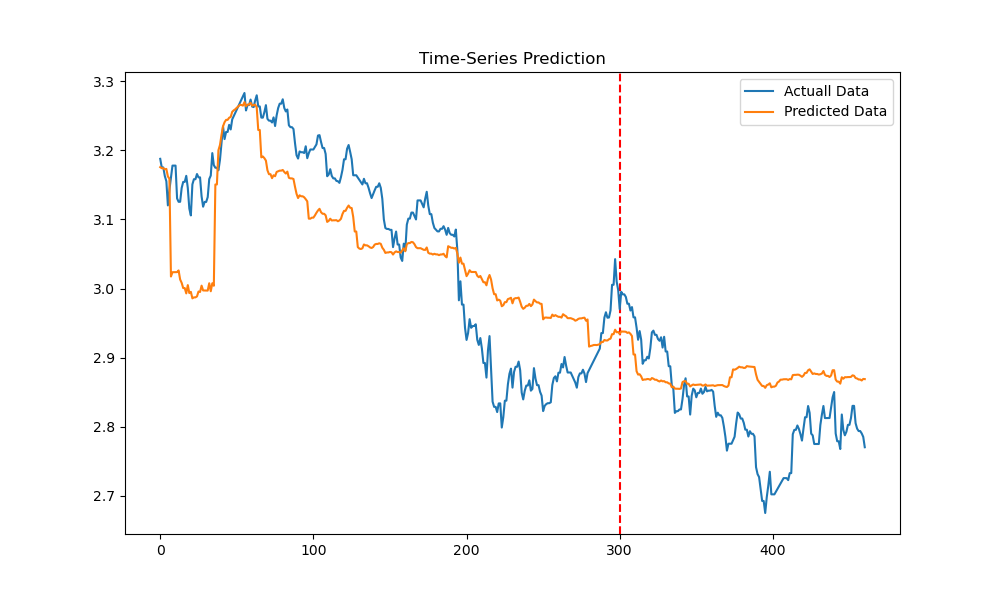 Time-Series Prediction
Actuall Data
Predicted Data
3.3
3.2
3.1
3.0
2.9
2.8
2.7
0 100 200 300 400